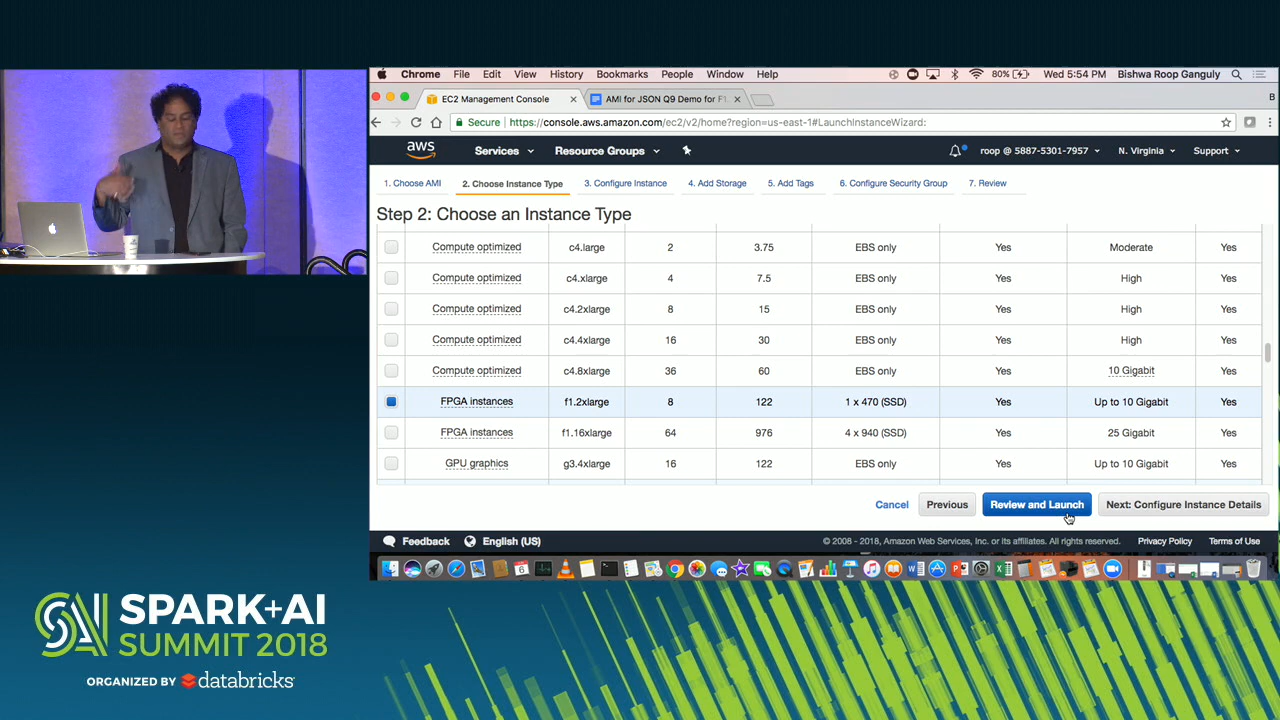 Chrome File Edit View History Bookmarks People Window Help 80% Wed 5:54 PM Bishwa Roop Ganguly
EC2 Management Console AMI for JSON Q9 Demo for F1 B
Secure https://console.aws.amazon.com/ec2/v2/home?region=us-east-1#LaunchInstanceWizard:
aws Services Resource Groups roop @ 5887-5301-7957 N. Virginia Support
1. Choose AMI 2. Choose Instance Type 3. Configure Instance 4. Add Storage 5. Add Tags 6. Configure Security Group 7. Review
Step 2: Choose an Instance Type
Compute optimized c4.large 2 3.75 EBS only Yes Moderate Yes
Compute optimized c4.xlarge 4 7.5 EBS only Yes High Yes
Compute optimized c4.2xlarge 8 15 EBS only Yes High Yes
Compute optimized c4.4xlarge 16 30 EBS only Yes High Yes
Compute optimized c4.8xlarge 36 60 EBS only Yes 10 Gigabit Yes
FPGA instances f1.2xlarge 8 122 1 x 470 (SSD) Yes Up to 10 Gigabit Yes
FPGA instances f1.16xlarge 64 976 4 x 940 (SSD) Yes 25 Gigabit Yes
GPU graphics g3.4xlarge 16 122 EBS only Yes Up to 10 Gigabit Yes
Cancel Previous Review and Launch Next: Configure Instance Details
Feedback English (US) © 2008 - 2018, Amazon Web Services, Inc. or its affiliates. All rights reserved. Privacy Policy Terms of Use
6
SPARK+AI
SUMMIT 2018
ORGANIZED BY databricks